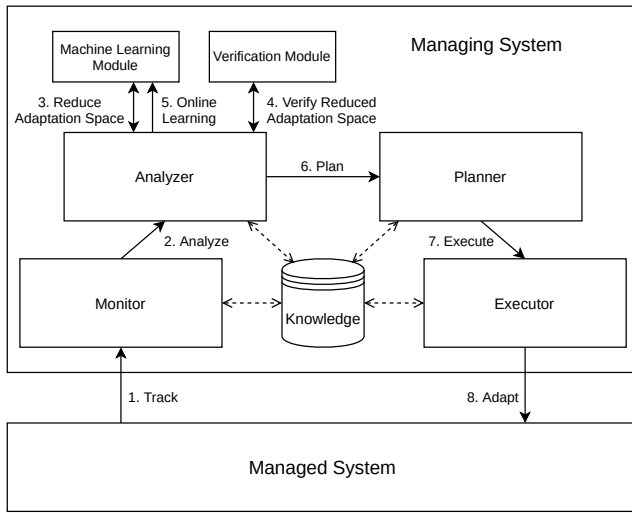 Managing System
Machine Learning
Module
Verification Module
3. Reduce
Adaptation Space
5. Online
Learning
4. Verify Reduced
Adaptation Space
Analyzer
6. Plan
Planner
2. Analyze
7. Execute
Monitor
Knowledge
Executor
1. Track
8. Adapt
Managed System